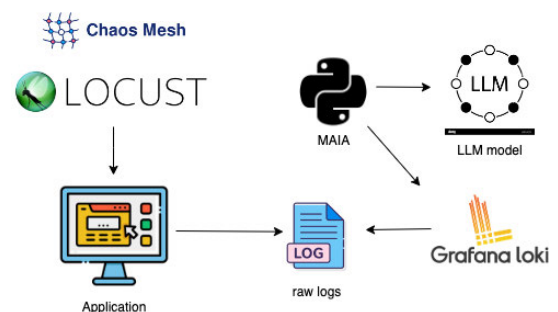 Chaos Mesh
LOCUST
MAIA
LLM
LLM model
Application
LOG
raw logs
Grafana loki